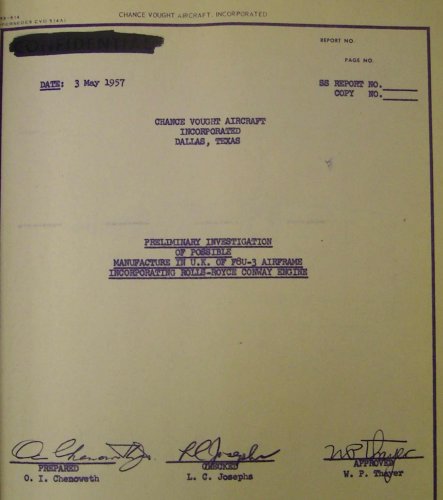 CHANCE VOUGHT AIRCRAFT, INCORPORATED
CONFIDENTIAL
REPORT NO.
PAGE NO.
DATE: 3 May 1957
SS REPORT NO.
COPY NO.
CHANCE VOUGHT AIRCRAFT
INCORPORATED
DALLAS, TEXAS
PRELIMINARY INVESTIGATION
OF POSSIBLE
MANUFACTURE IN U.K. OF F8U-3 AIRFRAME
INCORPORATING ROLLS-ROYCE CONWAY ENGINE
PREPARED
O. I. Chenoweth
CHECKED
L. C. Josephs
APPROVED
W. P. Thayer